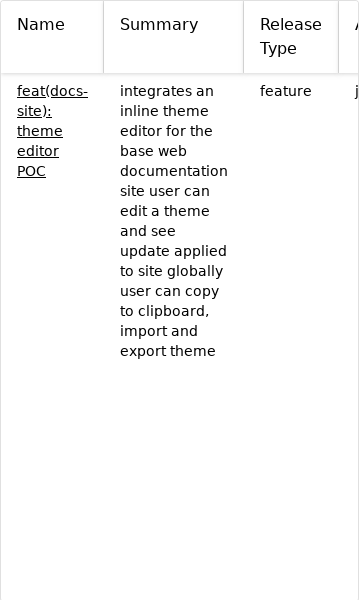 Name
Summary
Release
Type
feat(docs-
site):
theme
editor
POC
integrates an
inline theme
editor for the
base web
documentation
site user can
edit a theme
and see
update applied
to site globally
user can copy
to clipboard,
import and
export theme
feature